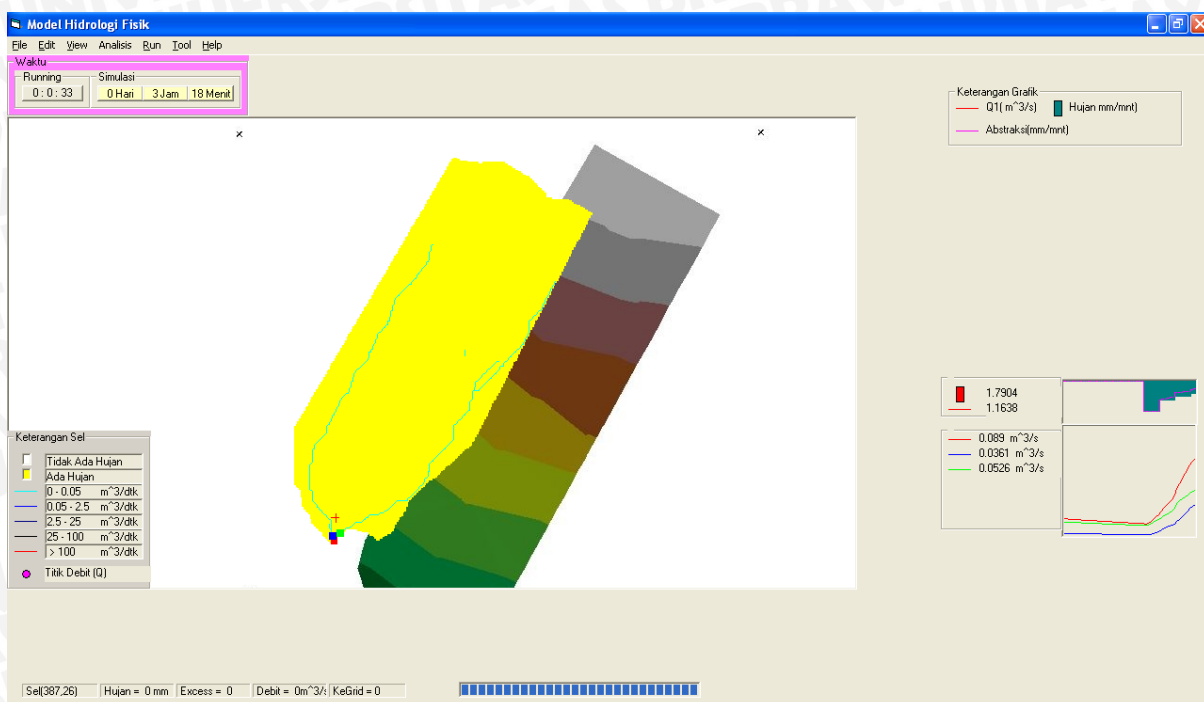 Model Hidrologi Fisik
File Edit View Analisis Run Tool Help
Waktu
Running
0 : 0 : 33
Simulasi
0 Hari 3 Jam 18 Menit
Keterangan Grafik
Q1( m^3/s) Hujan mm/mnt)
Abstraksi(mm/mnt)
1.7904
1.1638
0.089 m^3/s
0.0361 m^3/s
0.0526 m^3/s
Keterangan Sel
Tidak Ada Hujan
Ada Hujan
0 - 0.05 m^3/dtk
0.05 - 2.5 m^3/dtk
2.5 - 25 m^3/dtk
25 - 100 m^3/dtk
> 100 m^3/dtk
Titik Debit (Q)
Sel(387,26) Hujan = 0 mm Excess = 0 Debit = 0m^3/s KeGrid = 0